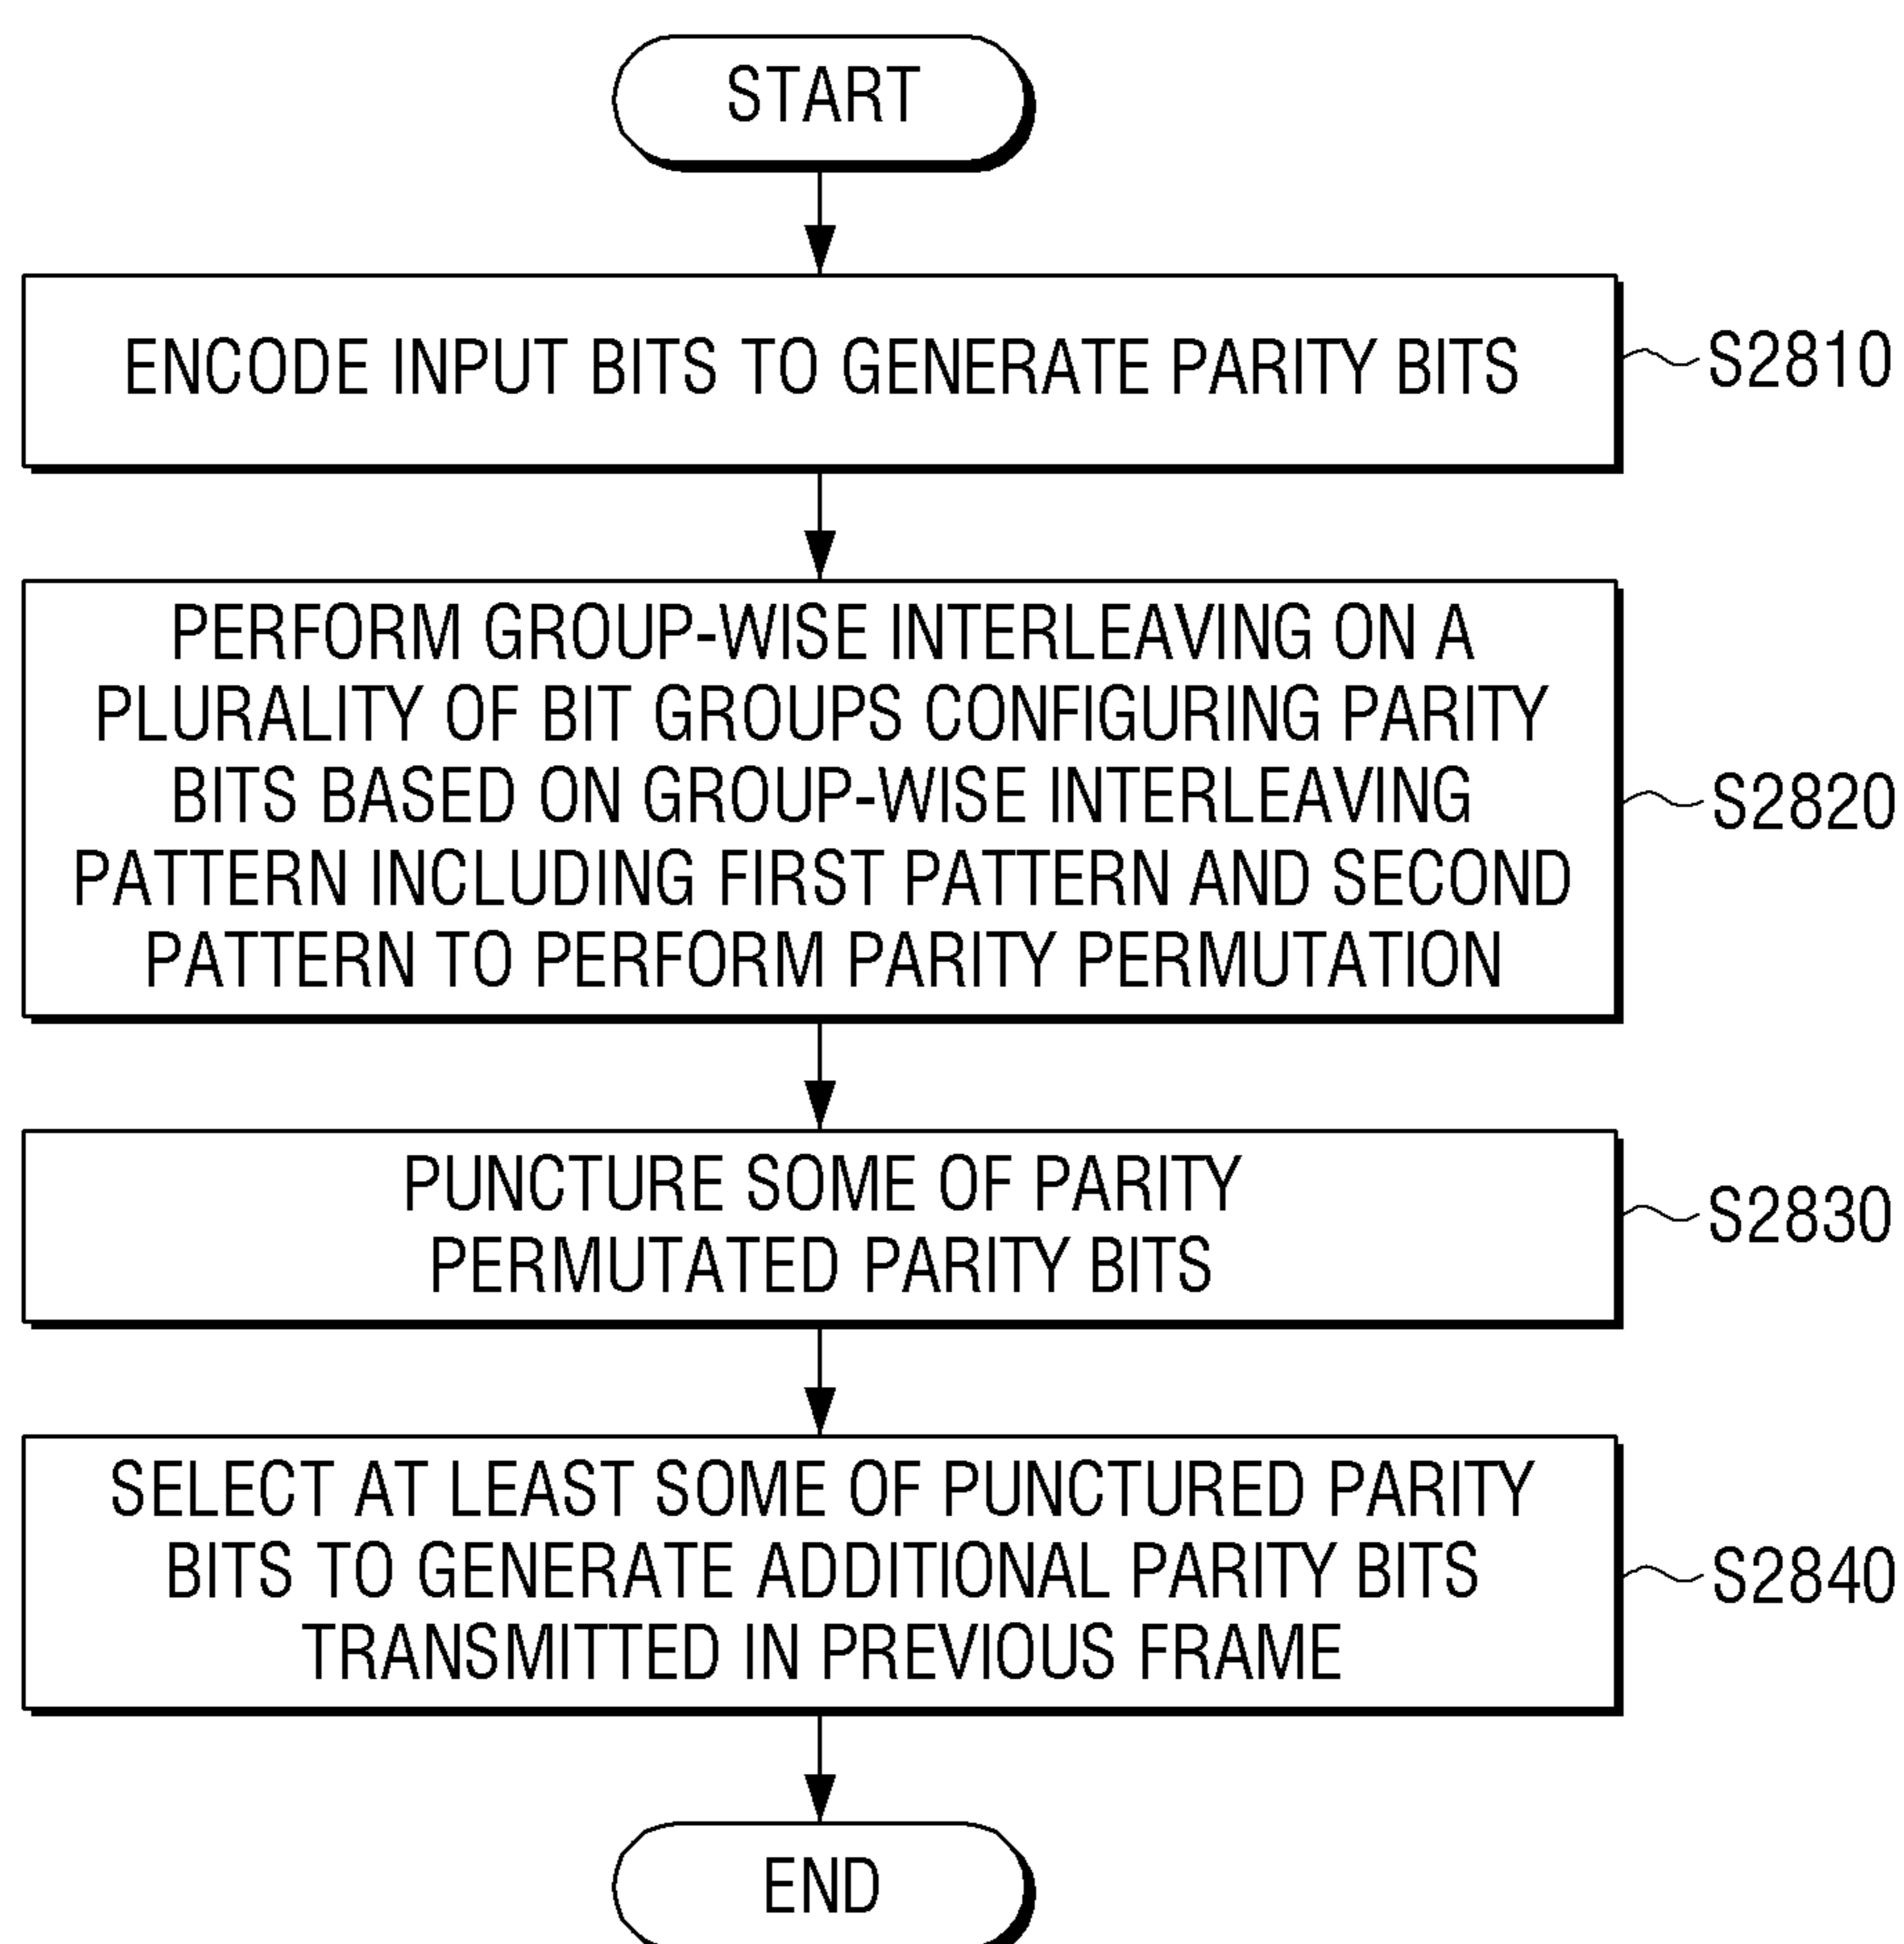 START
ENCODE INPUT BITS TO GENERATE PARITY BITS
S2810
PERFORM GROUP-WISE INTERLEAVING ON A
PLURALITY OF BIT GROUPS CONFIGURING PARITY
BITS BASED ON GROUP-WISE INTERLEAVING
PATTERN INCLUDING FIRST PATTERN AND SECOND
PATTERN TO PERFORM PARITY PERMUTATION
S2820
PUNCTURE SOME OF PARITY
PERMUTATED PARITY BITS
S2830
SELECT AT LEAST SOME OF PUNCTURED PARITY
BITS TO GENERATE ADDITIONAL PARITY BITS
TRANSMITTED IN PREVIOUS FRAME
S2840
END